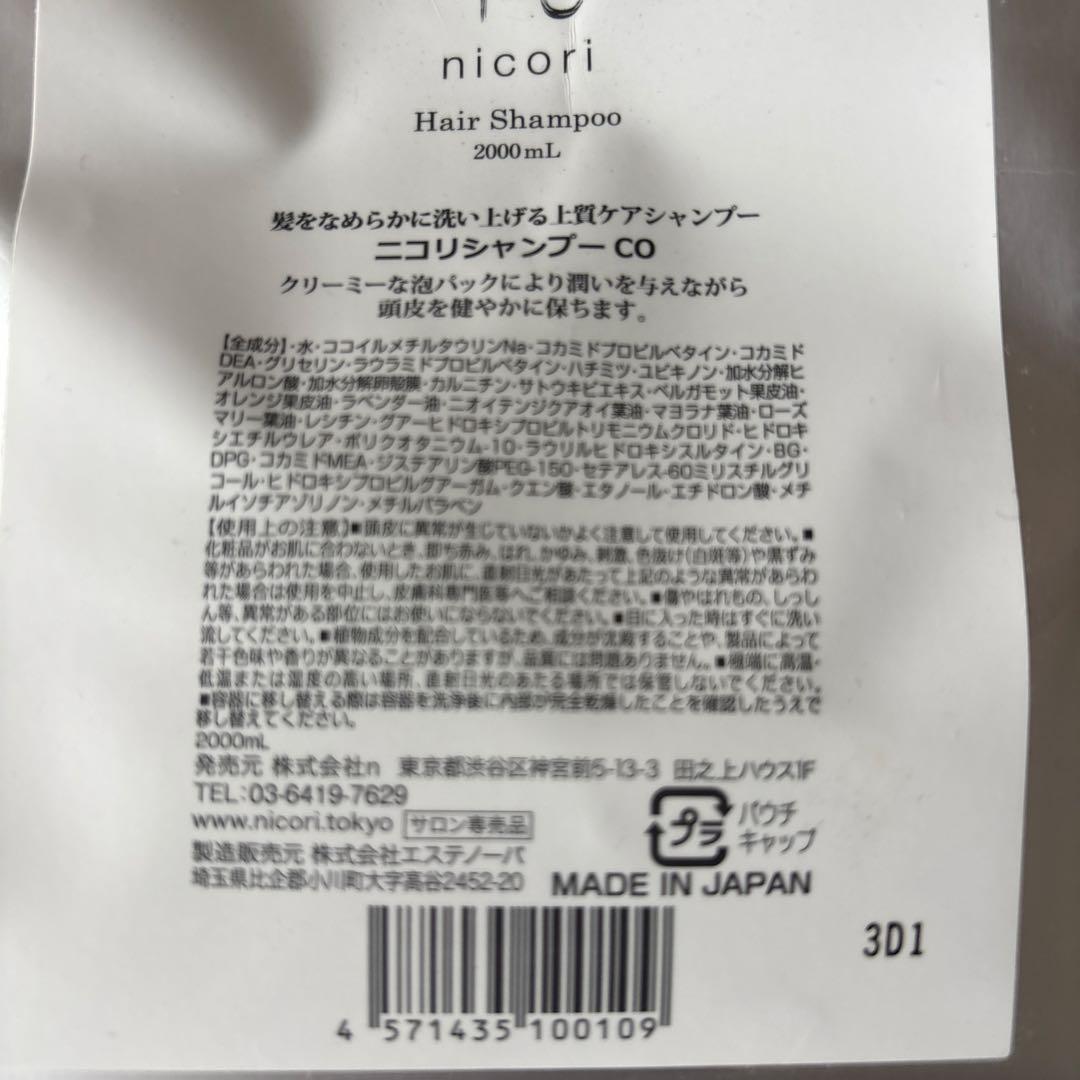 nicori
Hair Shampoo
2000mL
髪をなめらかに洗い上げる上質ケアシャンプー
ニコリシャンプー CO
クリーミーな泡パックにより潤いを与えながら
頭皮を健やかに保ちます。
【全成分】・水・ココイルメチルタウリンNa・コカミドプロピルベタイン・コカミド
DEA・グリセリン・ラウラミドプロピルベタイン・ハチミツ・ユビキノン・加水分解ヒ
アルロン酸・加水分解卵殻膜・カルニチン・サトウキビエキス・ベルガモット果皮油・
オレンジ果皮油・ラベンダー油・ニオイテンジクアオイ葉油・マヨラナ葉油・ローズ
マリー葉油・レシチン・グアーヒドロキシプロピルトリモニウムクロリド・ヒドロキ
シエチルウレア・ポリクオタニウム-10・ラウリルヒドロキシスルタイン・BG・
DPG・コカミドMEA・ジステアリン酸PEG-150・セテアレス-60ミリスチルグリ
コール・ヒドロキシプロピルグアーガム・クエン酸・エタノール・エチドロン酸・メチ
ルイソチアゾリノン・メチルパラベン
【使用上の注意】■頭皮に異常が生じていないかよく注意して使用してください。■
化粧品がお肌に合わないとき、即ち赤み、はれ、かゆみ、刺激、色抜け(白斑等)や黒ずみ
等があらわれた場合、使用したお肌に、直射日光があたって上記のような異常があらわ
れた場合は使用を中止し、皮膚科専門医等へご相談ください。■傷やはれもの、しっし
ん等、異常がある部位にはお使いにならないでください。■目に入った時はすぐに洗い
流してください。■植物成分を配合しているため、成分が沈殿することや、製品によって
若干色味や香りが異なることがありますが、品質には問題ありません。■極端に高温・
低温または湿度の高い場所、直射日光のあたる場所では保管しないでください。
■容器に移し替える際は容器を洗浄後に内部が完全乾燥したことを確認したうえで
移し替えてください。
2000mL
発売元 株式会社n 東京都渋谷区神宮前5-13-3 田之上ハウス1F
TEL:03-6419-7629
www.nicori.tokyo サロン専売品
プラ
パウチ
キャップ
製造販売元 株式会社エステノーバ
埼玉県比企郡小川町大字高谷2452-20
MADE IN JAPAN
3D1
4 571435 100109